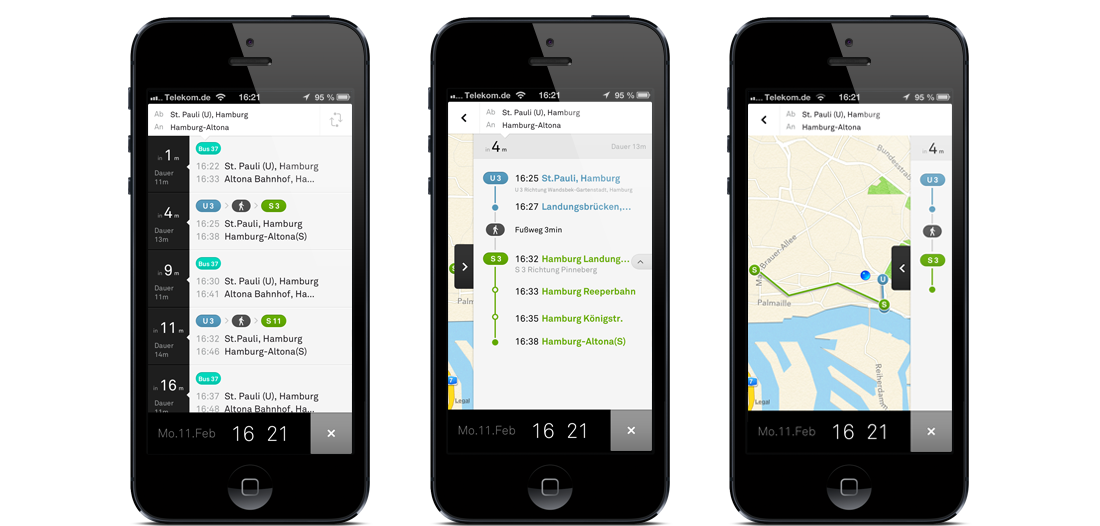 Telekom.de 16:21 95 %
Ab St. Pauli (U), Hamburg
An Hamburg-Altona
in 1 m
Dauer
11m
Bus 37
16:22 St. Pauli (U), Hamburg
16:33 Altona Bahnhof, Ha...
in 4 m
Dauer
13m
U 3 S 3
16:25 St.Pauli, Hamburg
16:38 Hamburg-Altona(S)
in 9 m
Dauer
11m
Bus 37
16:30 St. Pauli (U), Hamburg
16:41 Altona Bahnhof, Ha...
in 11 m
Dauer
14m
U 3 S 11
16:32 St.Pauli, Hamburg
16:46 Hamburg-Altona(S)
in 16 m
Dauer
11m
Bus 37
16:37 St. Pauli (U), Hamburg
16:48 Altona Bahnhof, Ha...
Mo.11.Feb 16 21
Telekom.de 16:21 95 %
Ab St. Pauli (U), Hamburg
An Hamburg-Altona
in 4 m Dauer 13m
U 3 16:25 St.Pauli, Hamburg
U 3 Richtung Wandsbek-Gartenstadt, Hamburg
16:27 Landungsbrücken,...
Fußweg 3min
S 3 16:32 Hamburg Landung...
S 3 Richtung Pinneberg
16:33 Hamburg Reeperbahn
16:35 Hamburg Königstr.
16:38 Hamburg-Altona(S)
S
Palm
7
Legal
Mo.11.Feb 16 21
Telekom.de 16:21 95 %
Ab St. Pauli (U), Hamburg
An Hamburg-Altona
in 4 m
U 3
S 3
Bundesstraß
Max-Brauer-Allee
Palmaille
S
U
S
Reiherdamm
7
Legal
Mo.11.Feb 16 21